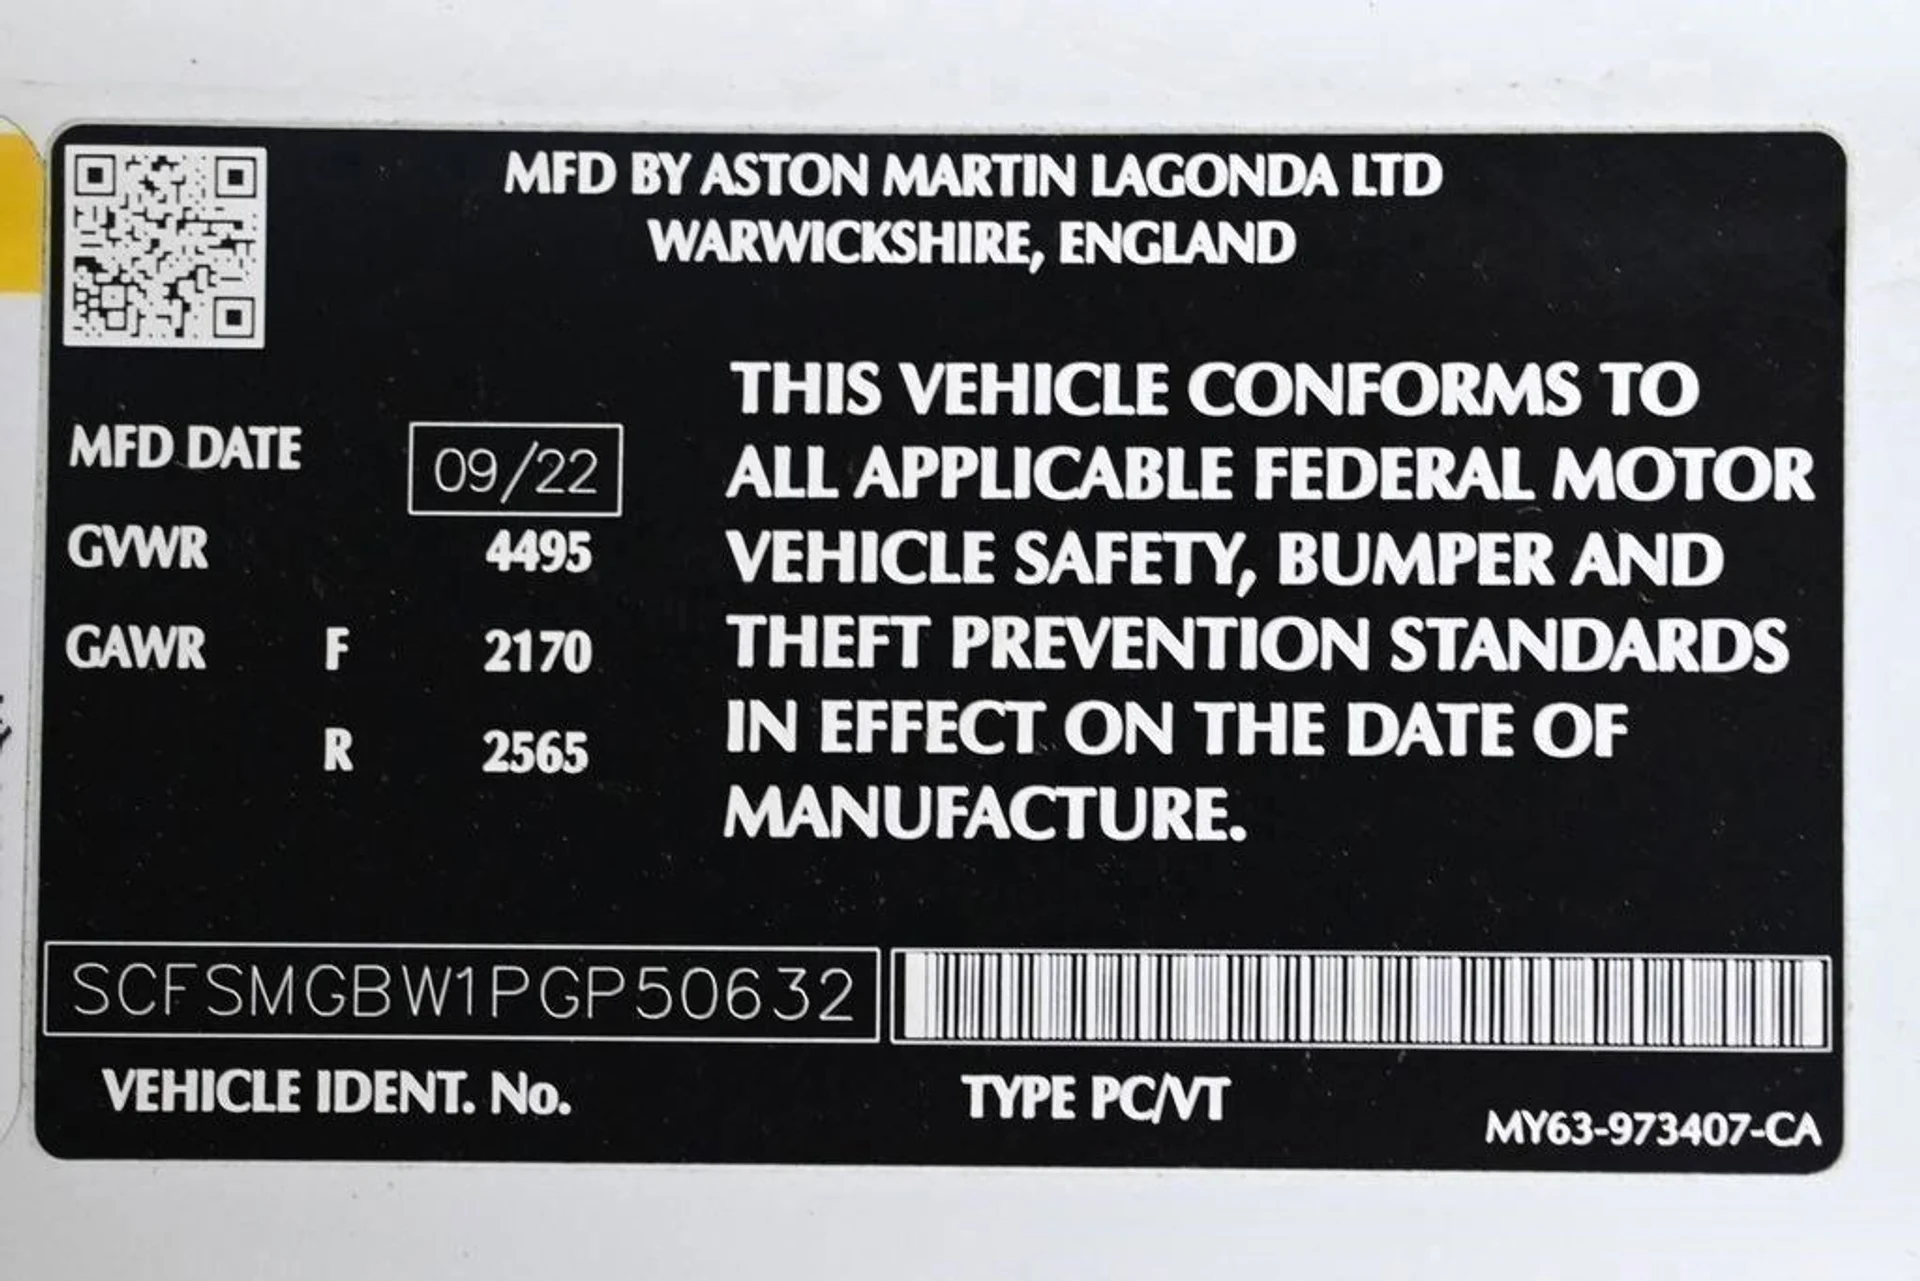 MFD BY ASTON MARTIN LAGONDA LTD
WARWICKSHIRE, ENGLAND
MFD DATE 09/22
GVWR 4495
GAWR F 2170
R 2565
THIS VEHICLE CONFORMS TO
ALL APPLICABLE FEDERAL MOTOR
VEHICLE SAFETY, BUMPER AND
THEFT PREVENTION STANDARDS
IN EFFECT ON THE DATE OF
MANUFACTURE.
SCFSMGBW1PGP50632
VEHICLE IDENT. No.
TYPE PC/VT
MY63-973407-CA